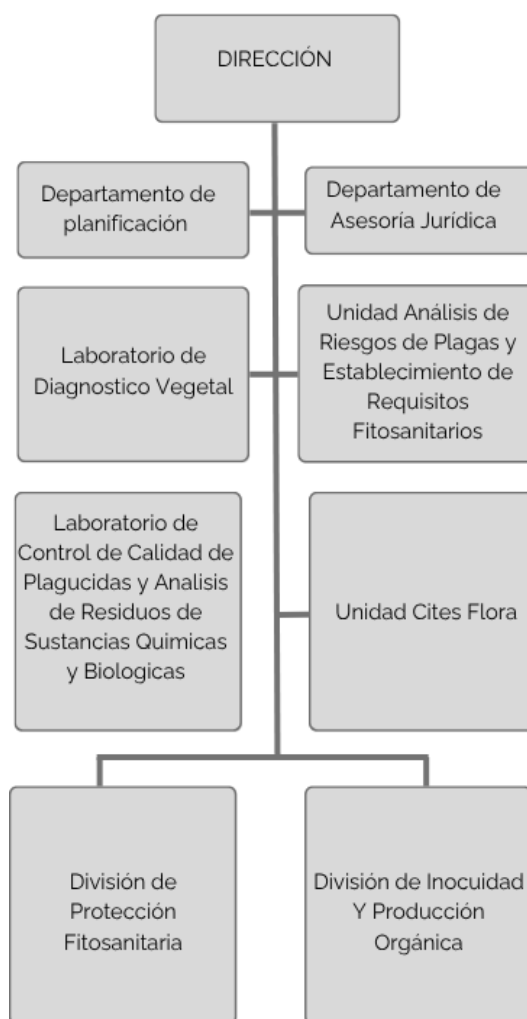 DIRECCIÓN
Departamento de
planificación
Departamento de
Asesoría Jurídica
Laboratorio de
Diagnostico Vegetal
Unidad Análisis de
Riesgos de Plagas y
Establecimiento de
Requisitos
Fitosanitarios
Laboratorio de
Control de Calidad de
Plagucidas y Analisis
de Residuos de
Sustancias Quimicas
y Biologicas
Unidad Cites Flora
División de
Protección
Fitosanitaria
División de Inocuidad
Y Producción
Orgánica